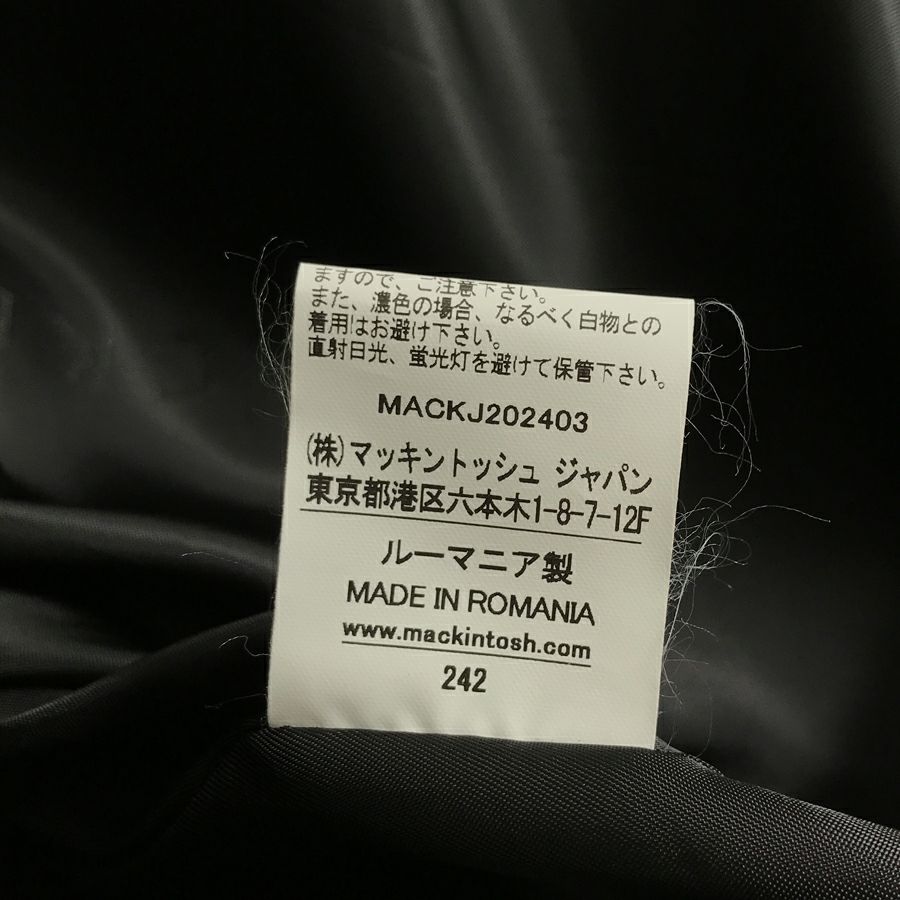 ますので、ご注意下さい。
また、濃色の場合、なるべく白物との
着用はお避け下さい。
直射日光、蛍光灯を避けて保管下さい。
MACKJ202403
(株)マッキントッシュ ジャパン
東京都港区六本木1-8-7-12F
ルーマニア製
MADE IN ROMANIA
www.mackintosh.com
242